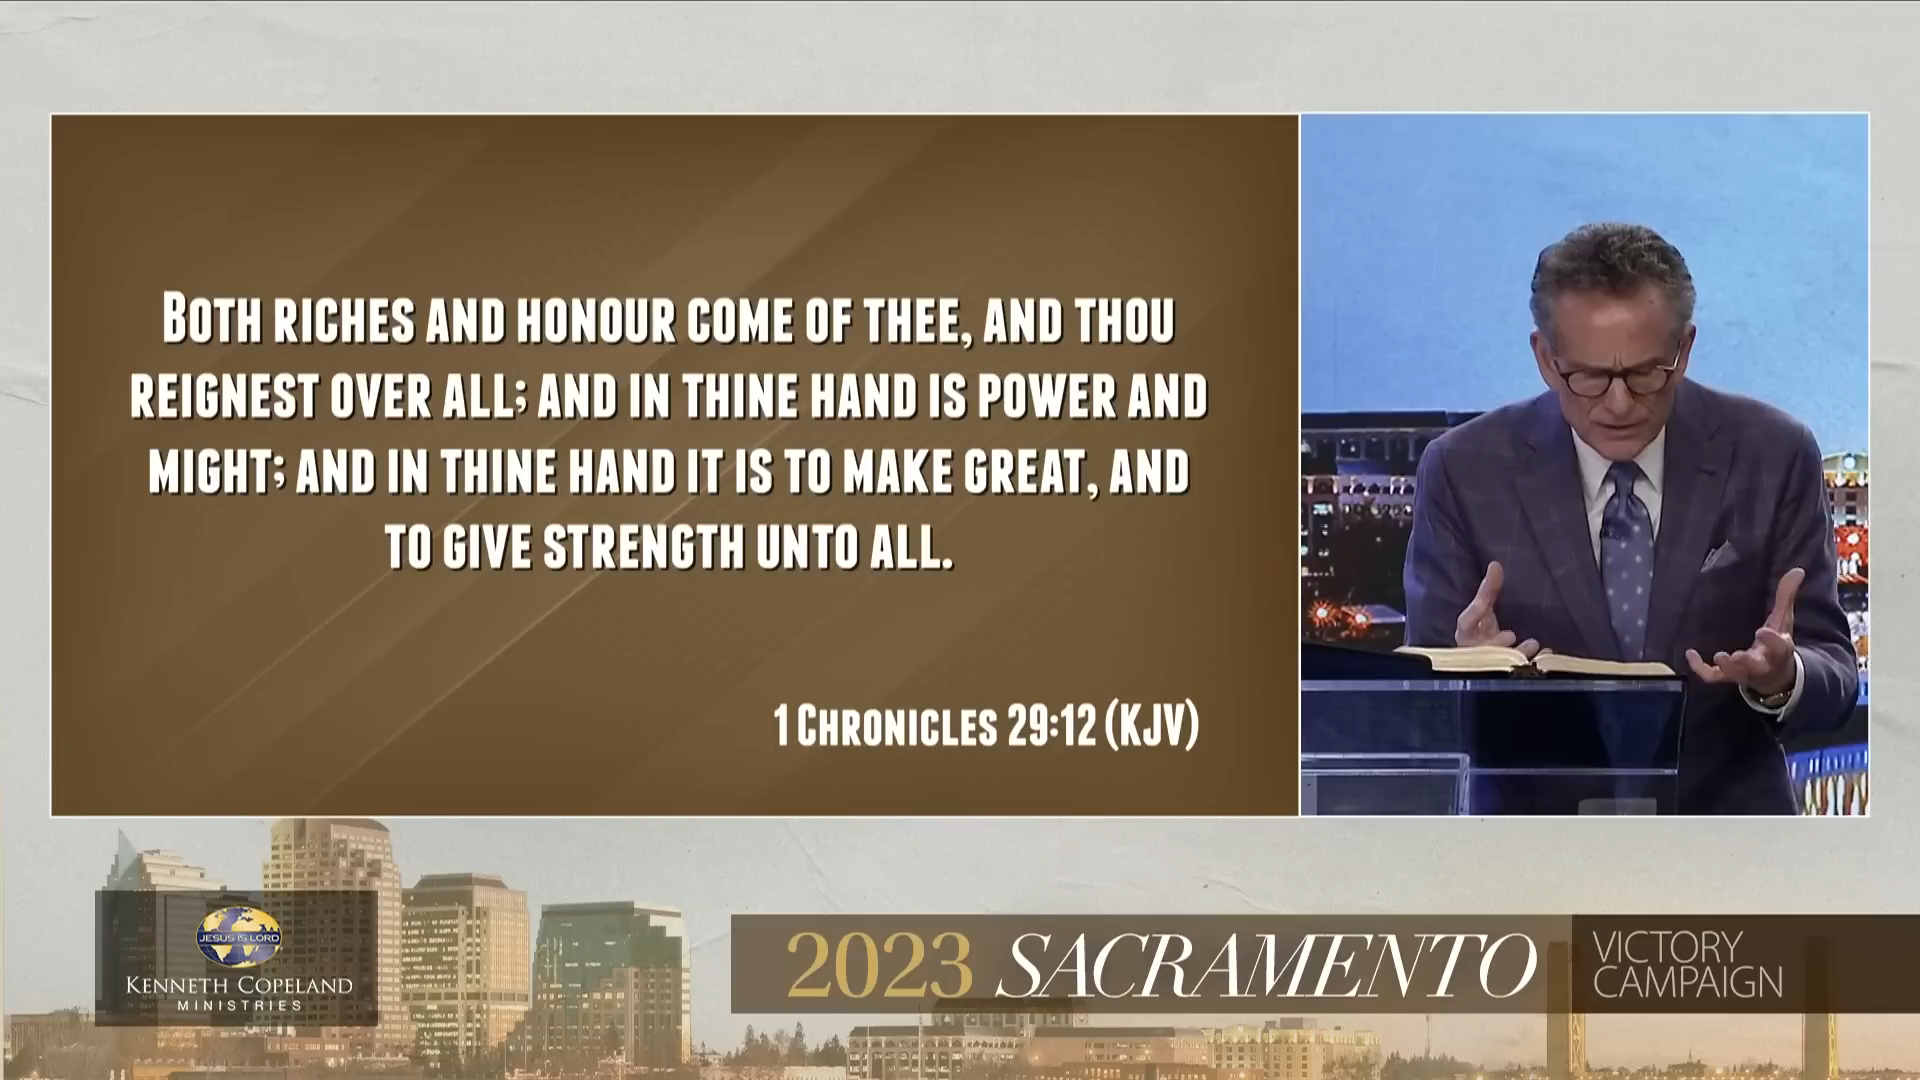 BOTH RICHES AND HONOUR COME OF THEE, AND THOU
REIGNEST OVER ALL; AND IN THINE HAND IS POWER AND
MIGHT; AND IN THINE HAND IT IS TO MAKE GREAT, AND
TO GIVE STRENGTH UNTO ALL.
1 CHRONICLES 29:12 (KJV)
JESUS IS LORD
KENNETH COPELAND
MINISTRIES
2023 SACRAMENTO
VICTORY
CAMPAIGN